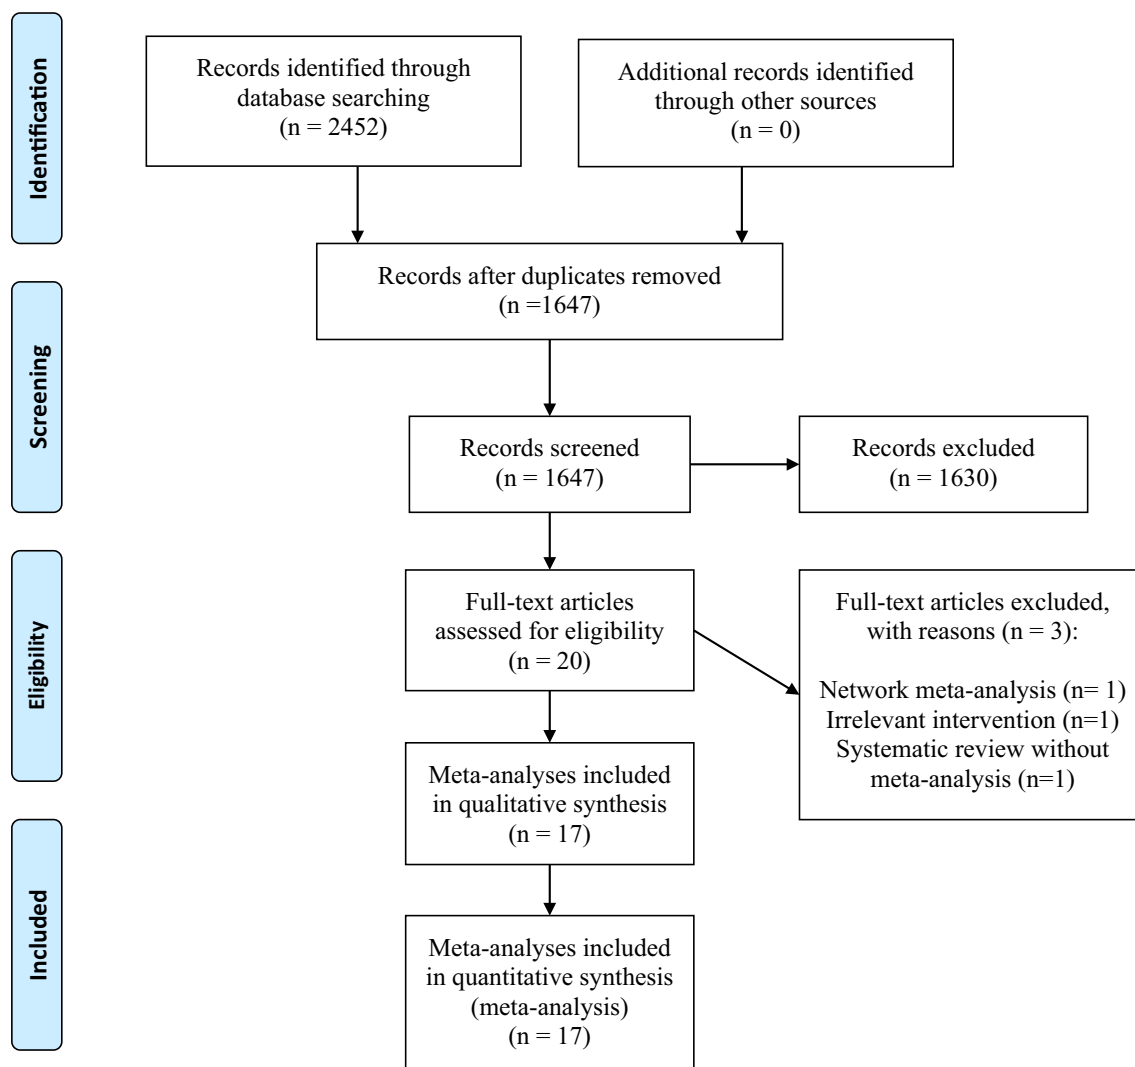 Identification
Records identified through
database searching
(n = 2452)
Additional records identified
through other sources
(n = 0)
Records after duplicates removed
(n =1647)
Screening
Records screened
(n = 1647)
Records excluded
(n = 1630)
Eligibility
Full-text articles
assessed for eligibility
(n = 20)
Full-text articles excluded,
with reasons (n = 3):
Network meta-analysis (n= 1)
Irrelevant intervention (n=1)
Systematic review without
meta-analysis (n=1)
Meta-analyses included
in qualitative synthesis
(n = 17)
Included
Meta-analyses included
in quantitative synthesis
(meta-analysis)
(n = 17)